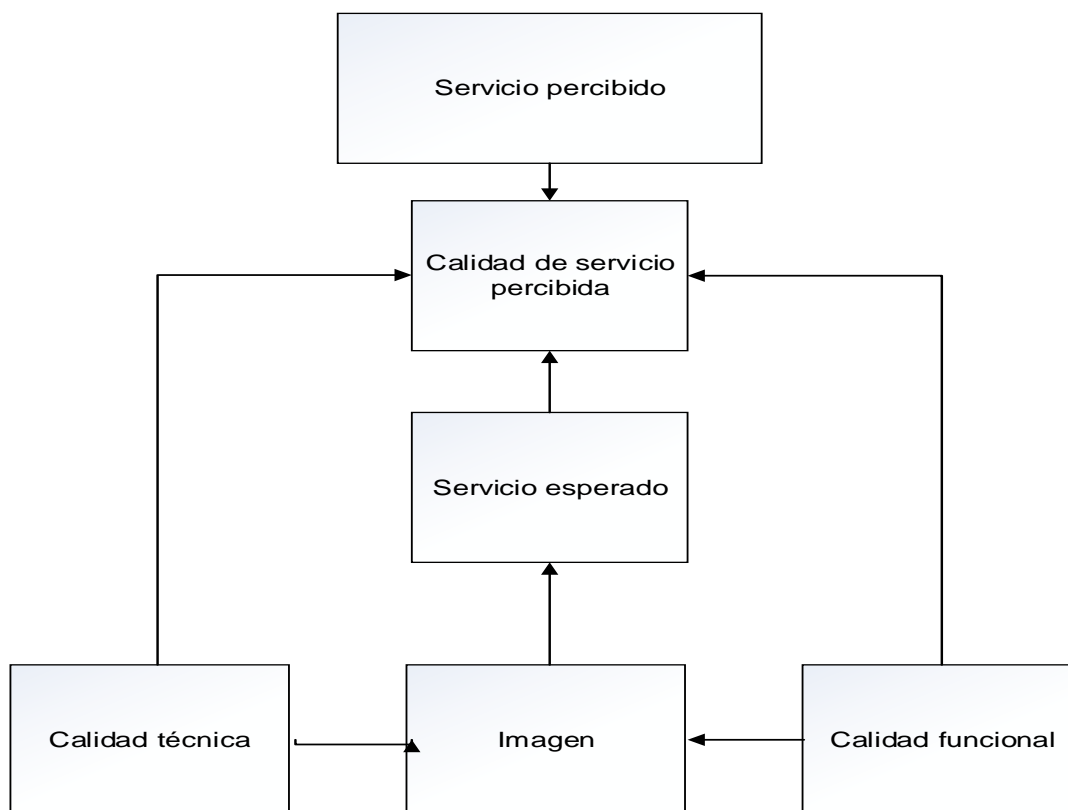 Servicio percibido
Calidad de servicio
percibida
Servicio esperado
Calidad técnica
Imagen
Calidad funcional